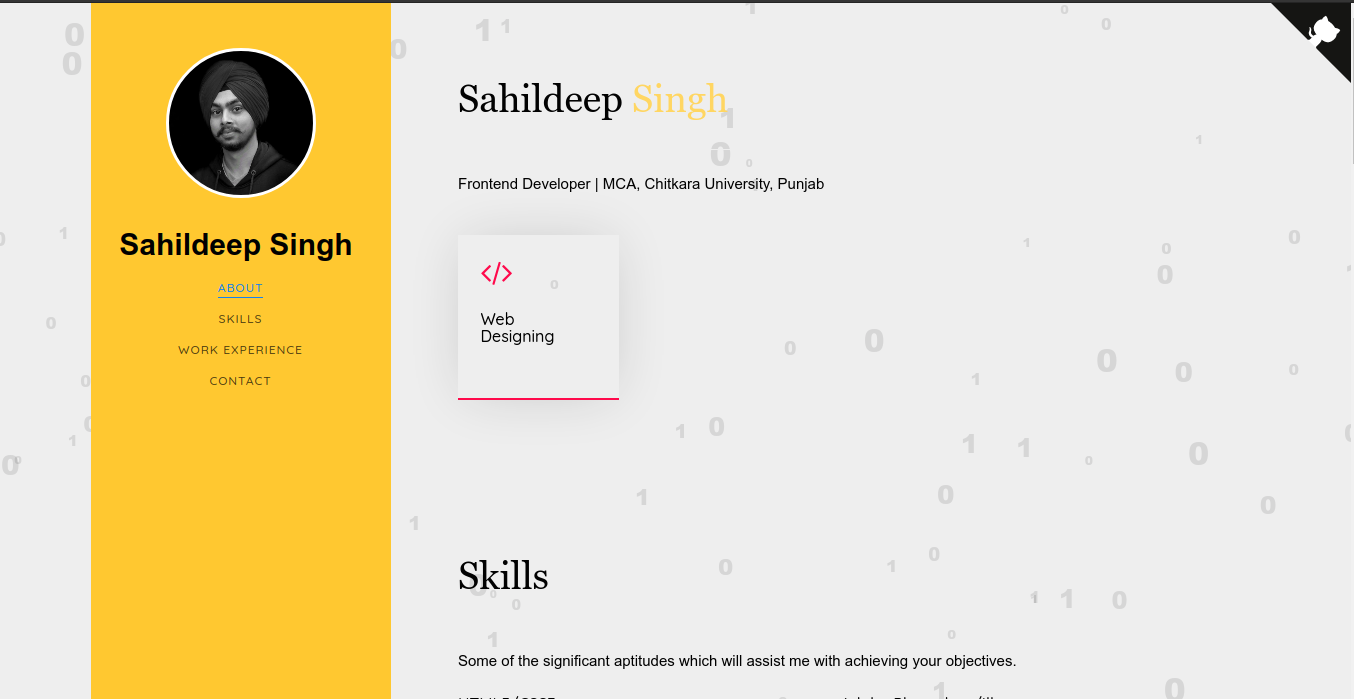 Sahildeep Singh
ABOUT
SKILLS
WORK EXPERIENCE
CONTACT
Sahildeep Singh
Frontend Developer | MCA, Chitkara University, Punjab
</>
Web
Designing
Skills
Some of the significant aptitudes which will assist me with achieving your objectives.